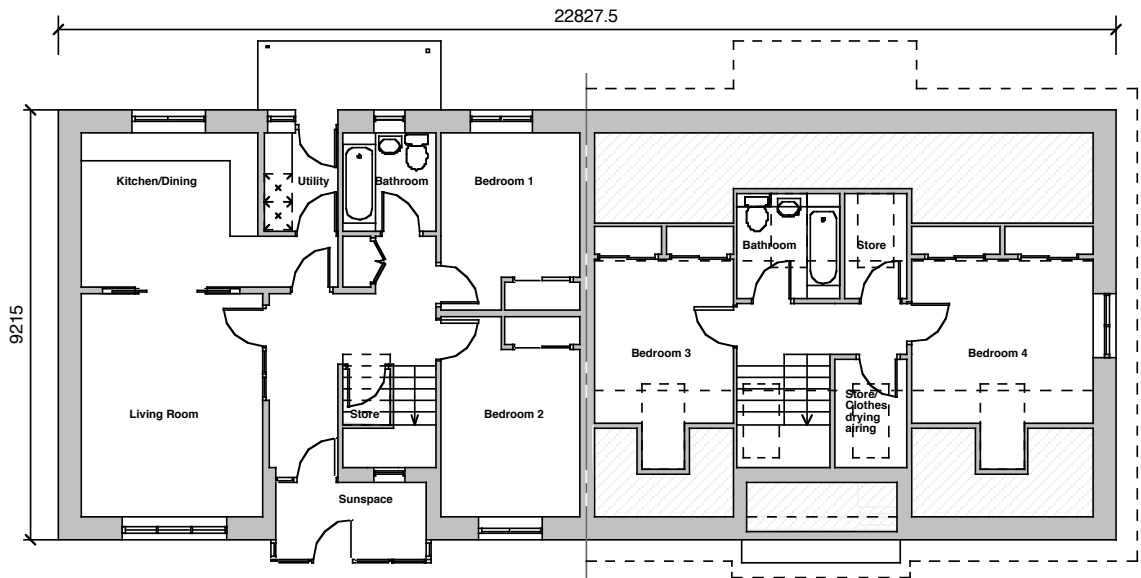 22827.5
9215
Kitchen/Dining
Utility
Bathroom
Bedroom 1
Living Room
Store
Bedroom 2
Sunspace
Bathroom
Store
Bedroom 3
Bedroom 4
Store/
Clothes
drying
airing